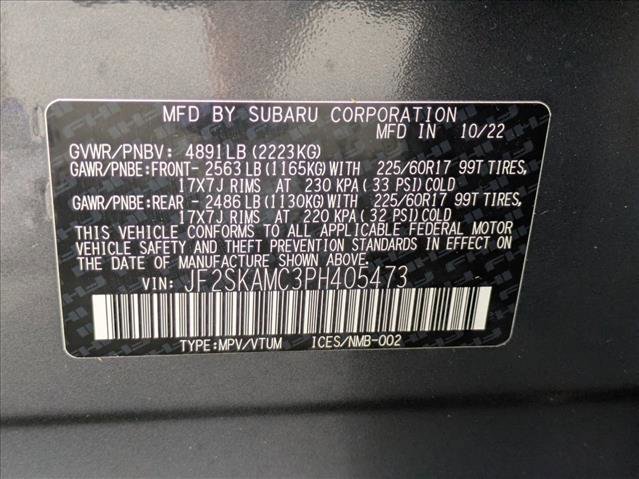 MFD BY SUBARU CORPORATION
MFD IN 10/22
GVWR/PNBV: 4891LB (2223KG)
GAWR/PNBE:FRONT- 2563 LB (1165KG) WITH 225/60R17 99T TIRES,
17X7J RIMS AT 230 KPA (33 PSI) COLD
GAWR/PNBE:REAR - 2486 LB (1130KG) WITH 225/60R17 99T TIRES,
17X7J RIMS AT 220 KPA (32 PSI) COLD
THIS VEHICLE CONFORMS TO ALL APPLICABLE FEDERAL MOTOR
VEHICLE SAFETY AND THEFT PREVENTION STANDARDS IN EFFECT ON
THE DATE OF MANUFACTURE SHOWN ABOVE.
VIN: JF2SKAMC3PH405473
TYPE:MPV/VTUM ICES/NMB-002